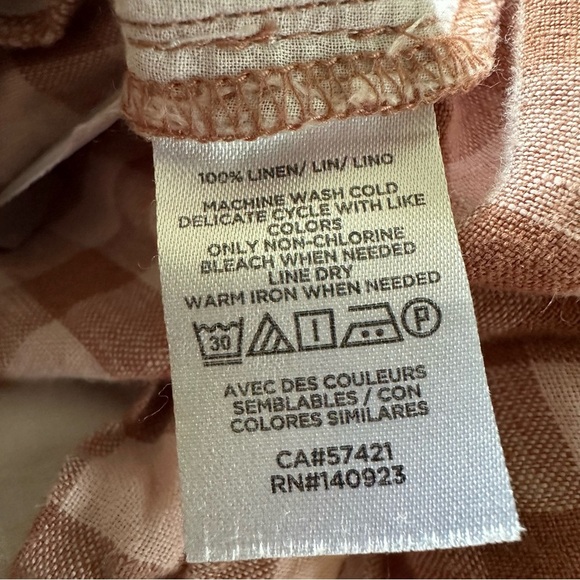 100% LINEN/ LIN/ LINO
MACHINE WASH COLD
DELICATE CYCLE WITH LIKE
COLORS
ONLY NON-CHLORINE
BLEACH WHEN NEEDED
LINE DRY
WARM IRON WHEN NEEDED
30 P
AVEC DES COULEURS
SEMBLABLES / CON
COLORES SIMILARES
CA#57421
RN#140923